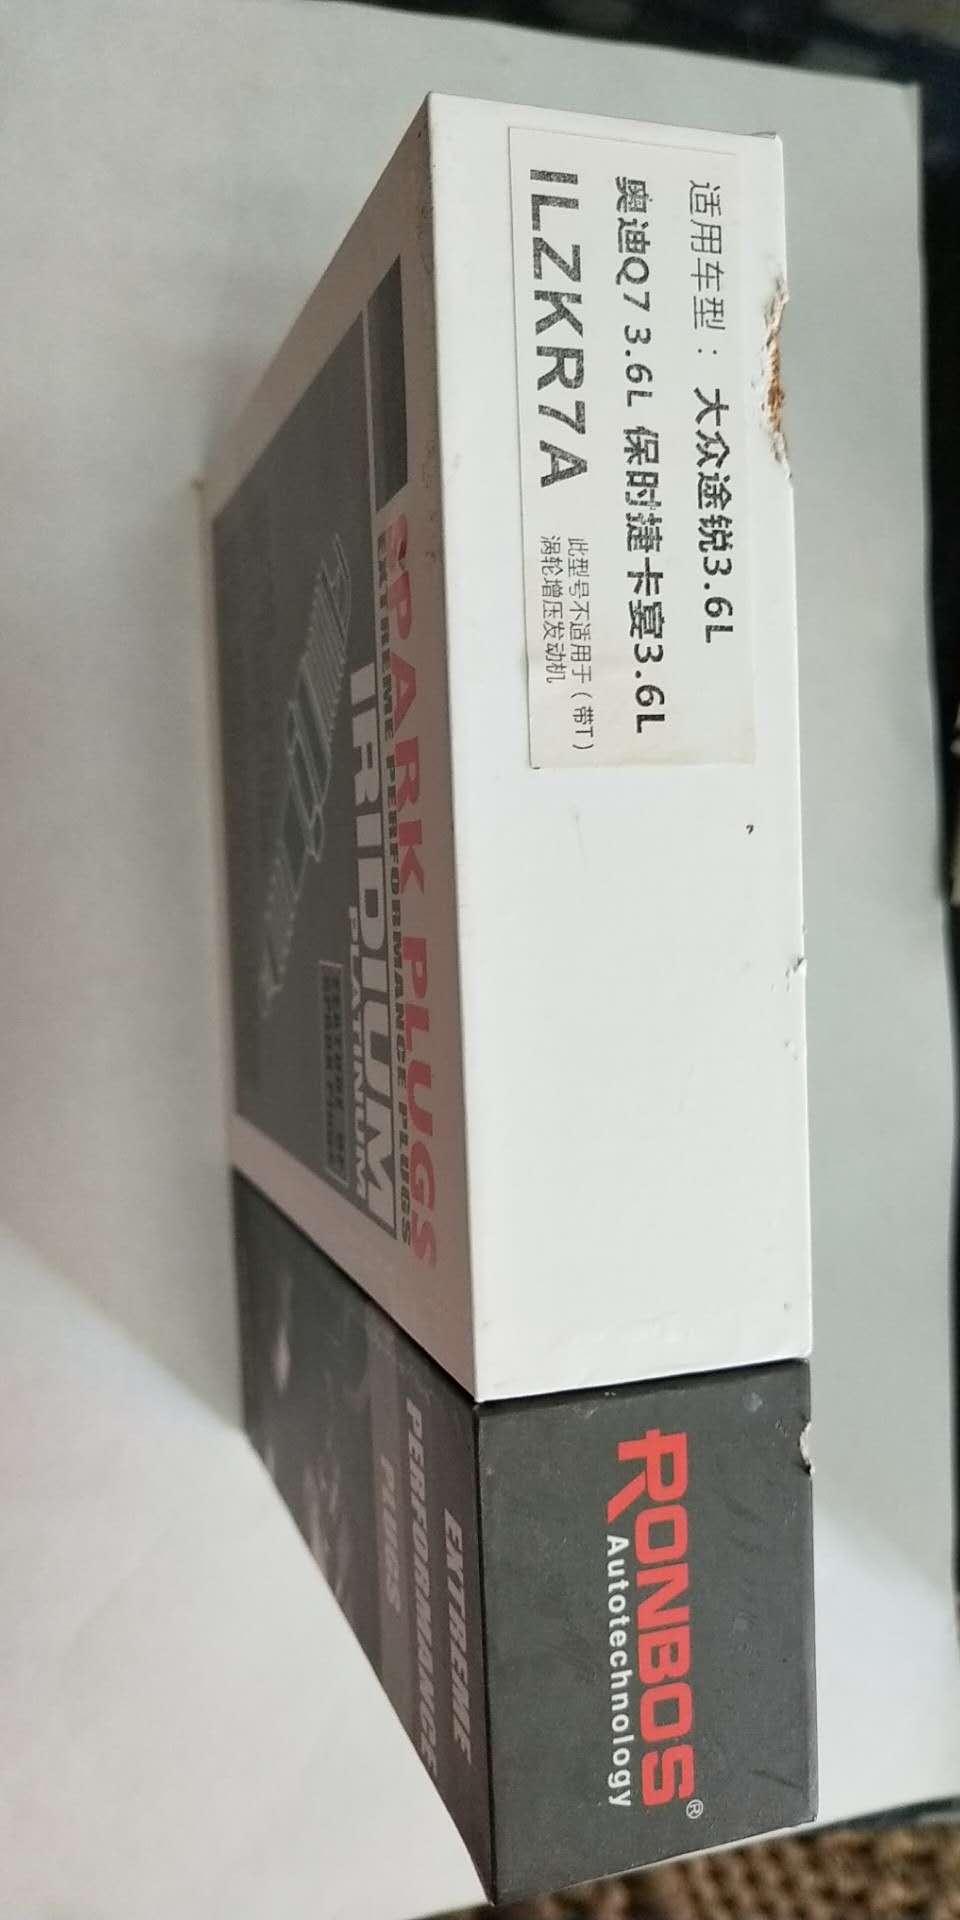 适用车型：大众途锐3.6L
奥迪Q7 3.6L 保时捷卡宴3.6L
ILZKR7A
此型号不适用于（带T）
涡轮增压发动机
SPARK PLUGS
EXTREME PERFORMANCE PLUGS
IRIDIUM
PLATINUM
RONBOS®
Autotechnology
EXTREME
PERFORMANCE
PLUGS